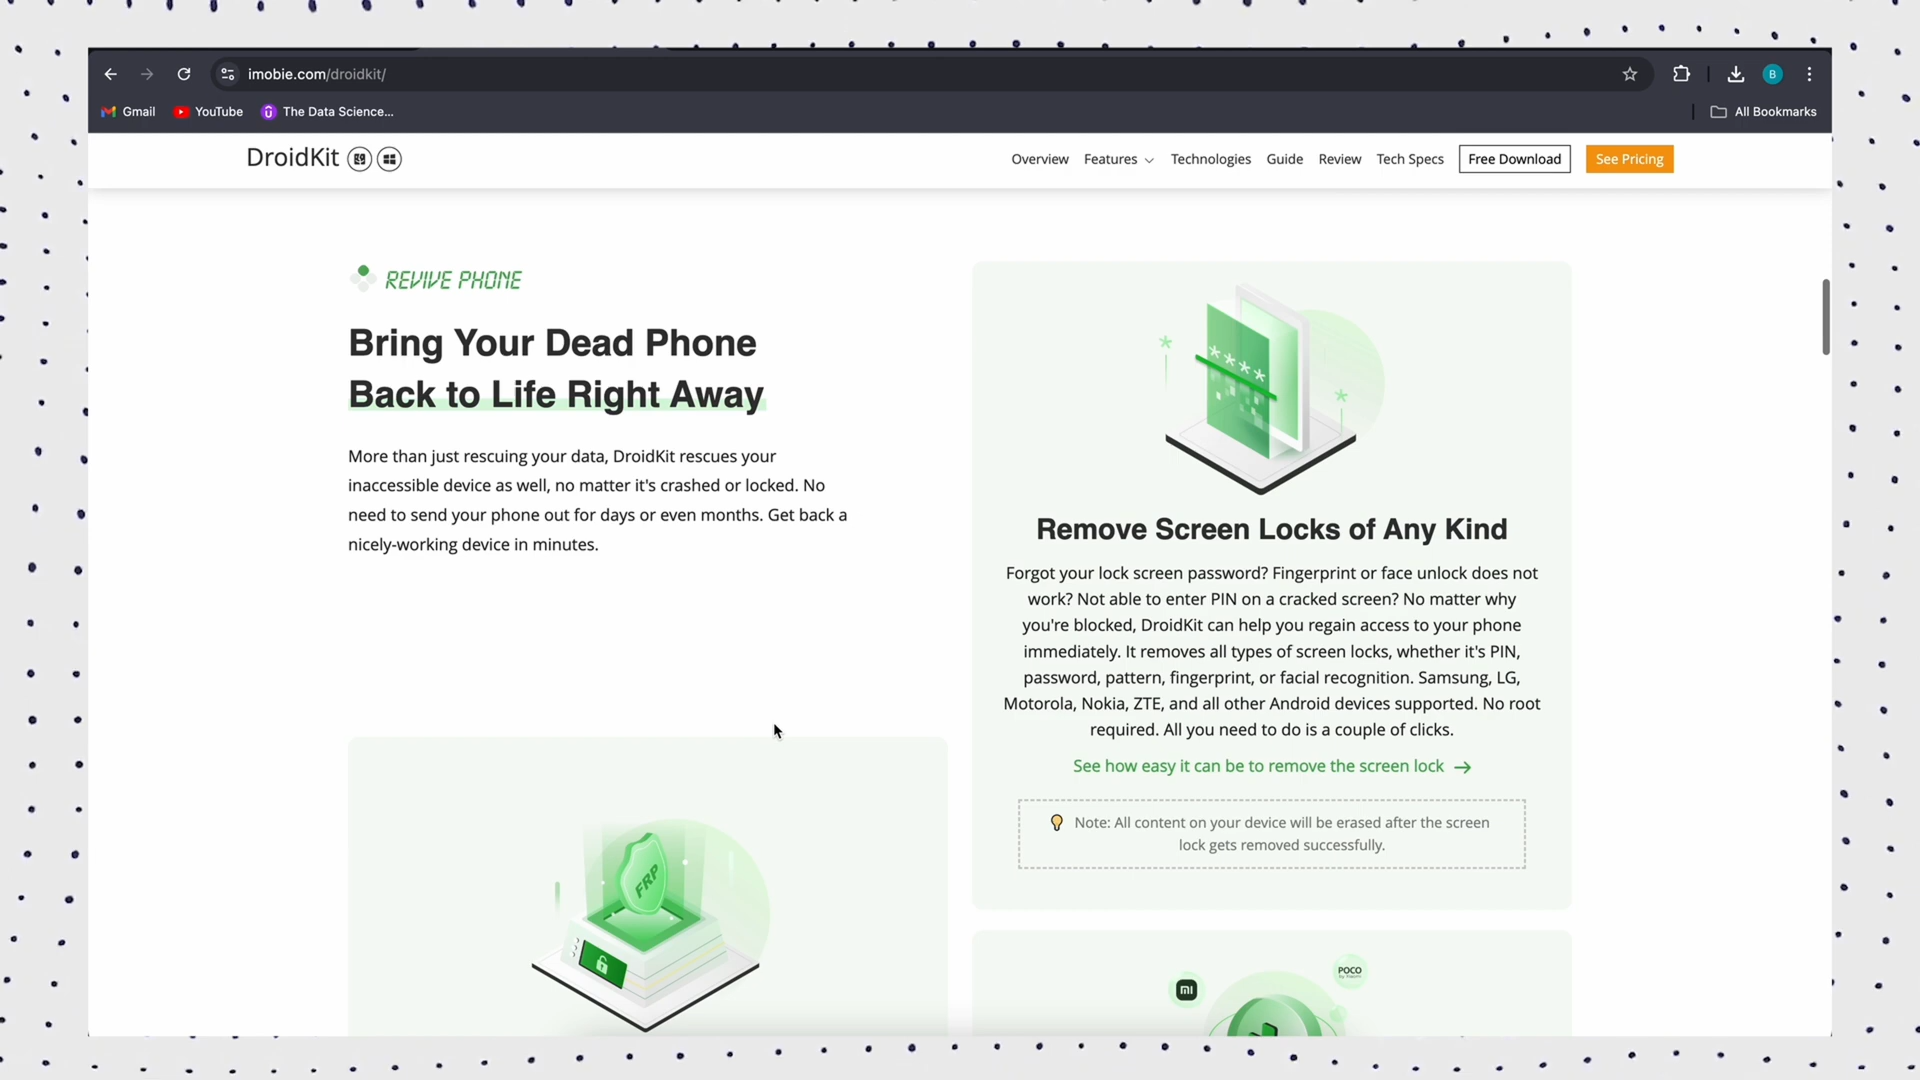 imobie.com/droidkit/
B
Gmail
YouTube
The Data Science...
All Bookmarks
DroidKit
Overview
Features
Technologies
Guide
Review
Tech Specs
Free Download
See Pricing
REVIVE PHONE
Bring Your Dead Phone
Back to Life Right Away
More than just rescuing your data, DroidKit rescues your
inaccessible device as well, no matter it's crashed or locked. No
need to send your phone out for days or even months. Get back a
nicely-working device in minutes.
****
Remove Screen Locks of Any Kind
Forgot your lock screen password? Fingerprint or face unlock does not
work? Not able to enter PIN on a cracked screen? No matter why
you're blocked, DroidKit can help you regain access to your phone
immediately. It removes all types of screen locks, whether it's PIN,
password, pattern, fingerprint, or facial recognition. Samsung, LG,
Motorola, Nokia, ZTE, and all other Android devices supported. No root
required. All you need to do is a couple of clicks.
See how easy it can be to remove the screen lock →
Note: All content on your device will be erased after the screen
lock gets removed successfully.
FRP
mi
POCO